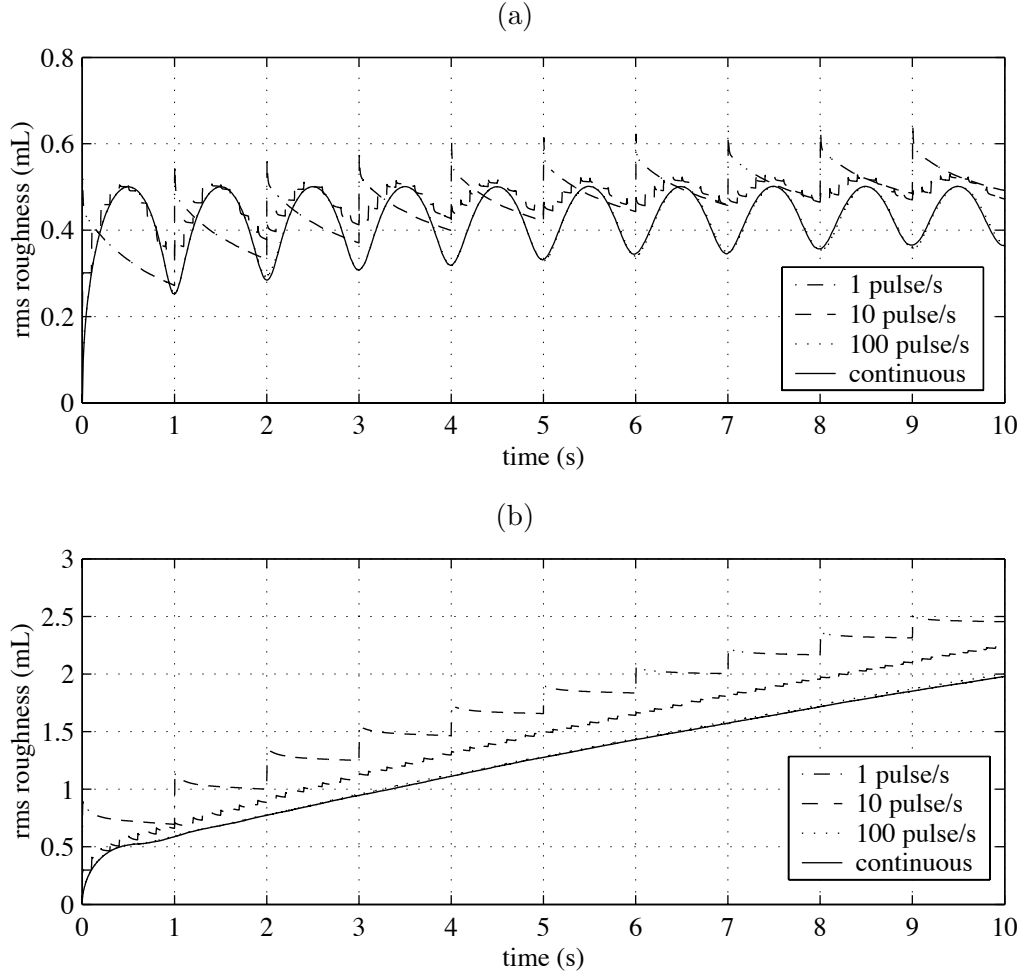 (a)
0.8
0.6
0.4
0.2
0
rms roughness (mL)
0 1 2 3 4 5 6 7 8 9 10
time (s)
1 pulse/s
10 pulse/s
100 pulse/s
continuous
(b)
3
2.5
2
1.5
1
0.5
0
rms roughness (mL)
0 1 2 3 4 5 6 7 8 9 10
time (s)
1 pulse/s
10 pulse/s
100 pulse/s
continuous